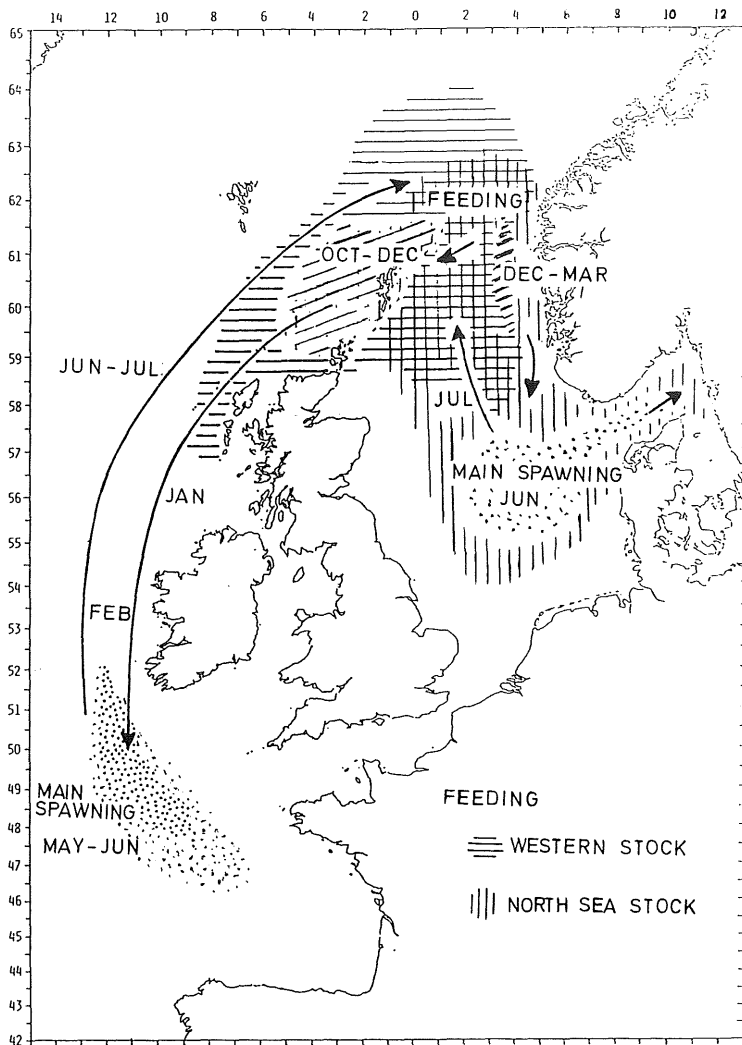 14 12 10 8 6 4 2 0 2 4 6 8 10 12
65
64
63
62
61
60
59
58
57
56
55
54
53
52
51
50
49
48
47
46
45
44
43
42
FEEDING
OCT-DEC
DEC-MAR
JUN-JUL
JUL
MAIN SPAWNING
JUN
JAN
FEB
MAIN
SPAWNING
MAY-JUN
FEEDING
WESTERN STOCK
NORTH SEA STOCK